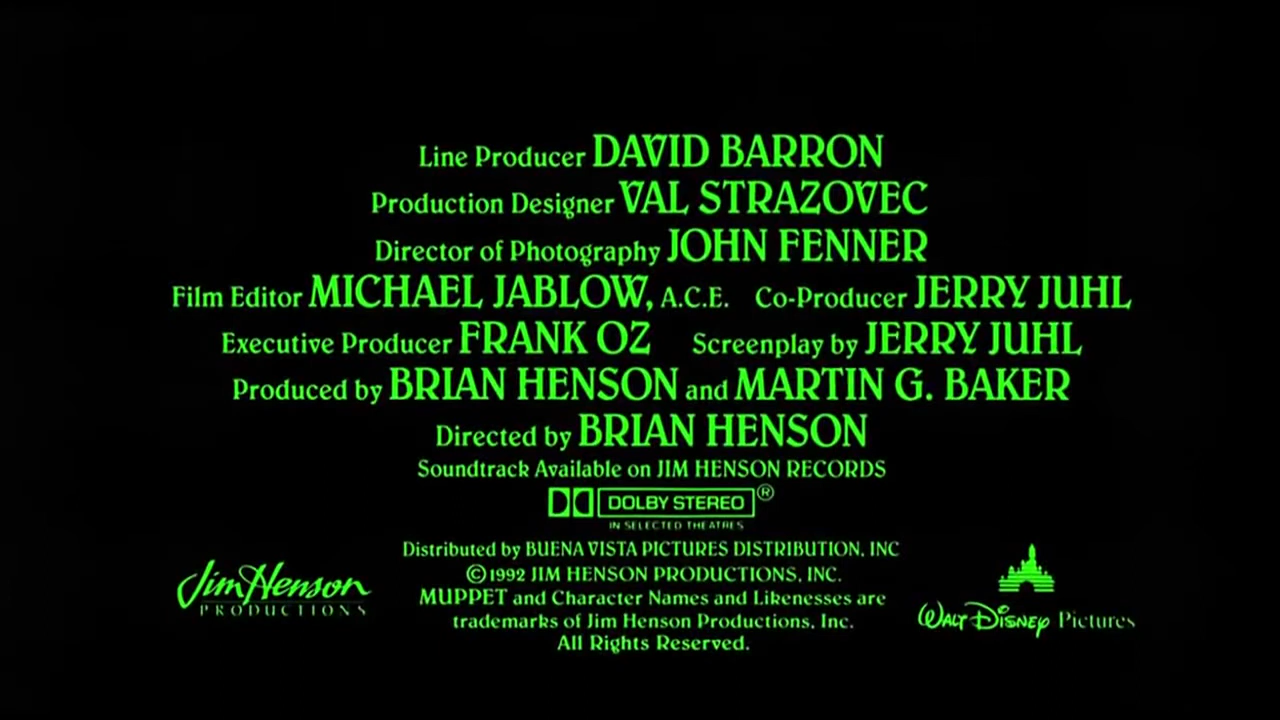 Line Producer DAVID BARRON
Production Designer VAL STRAZOVEC
Director of Photography JOHN FENNER
Film Editor MICHAEL JABLOW, A.C.E. Co-Producer JERRY JUHL
Executive Producer FRANK OZ Screenplay by JERRY JUHL
Produced by BRIAN HENSON and MARTIN G. BAKER
Directed by BRIAN HENSON
Soundtrack Available on JIM HENSON RECORDS
DOLBY STEREO ®
IN SELECTED THEATRES
Distributed by BUENA VISTA PICTURES DISTRIBUTION, INC
©1992 JIM HENSON PRODUCTIONS, INC.
MUPPET and Character Names and Likenesses are
trademarks of Jim Henson Productions, Inc.
All Rights Reserved.
Jim Henson
PRODUCTIONS
WALT DISNEY Pictures